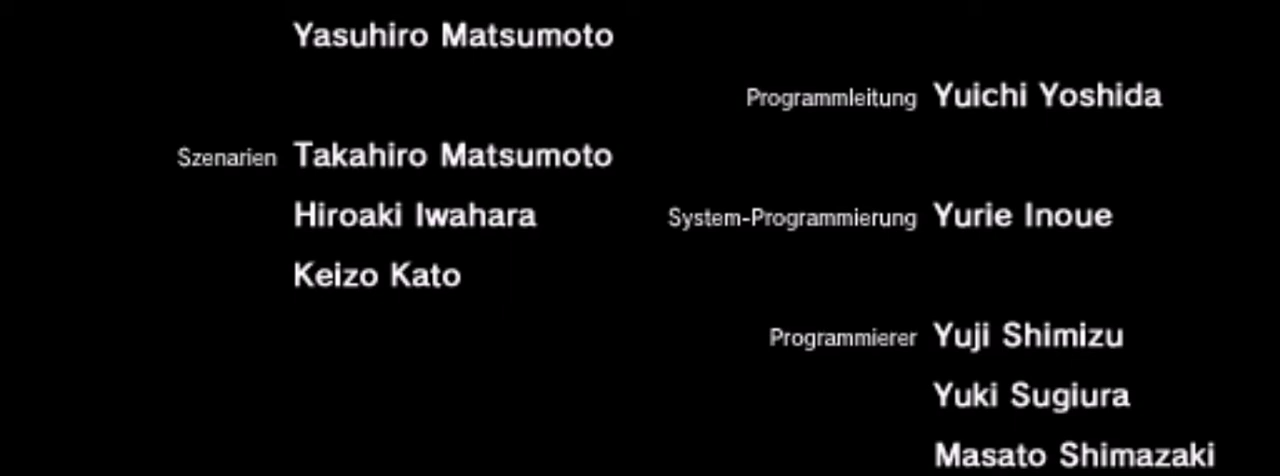 Yasuhiro Matsumoto
Szenarien Takahiro Matsumoto
Hiroaki Iwahara
Keizo Kato
Programmleitung Yuichi Yoshida
System-Programmierung Yurie Inoue
Programmierer Yuji Shimizu
Yuki Sugiura
Masato Shimazaki